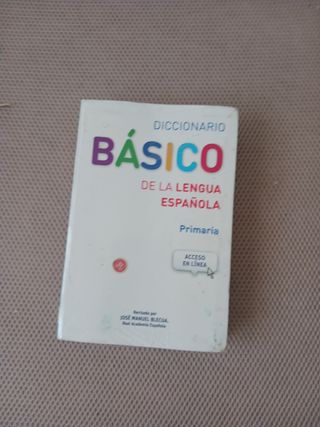 DICCIONARIO
BÁSICO
DE LA LENGUA
ESPAÑOLA
Primaria
ACCESO
EN LÍNEA
Revisado por
JOSÉ MANUEL BLECUA,
Real Academia Española